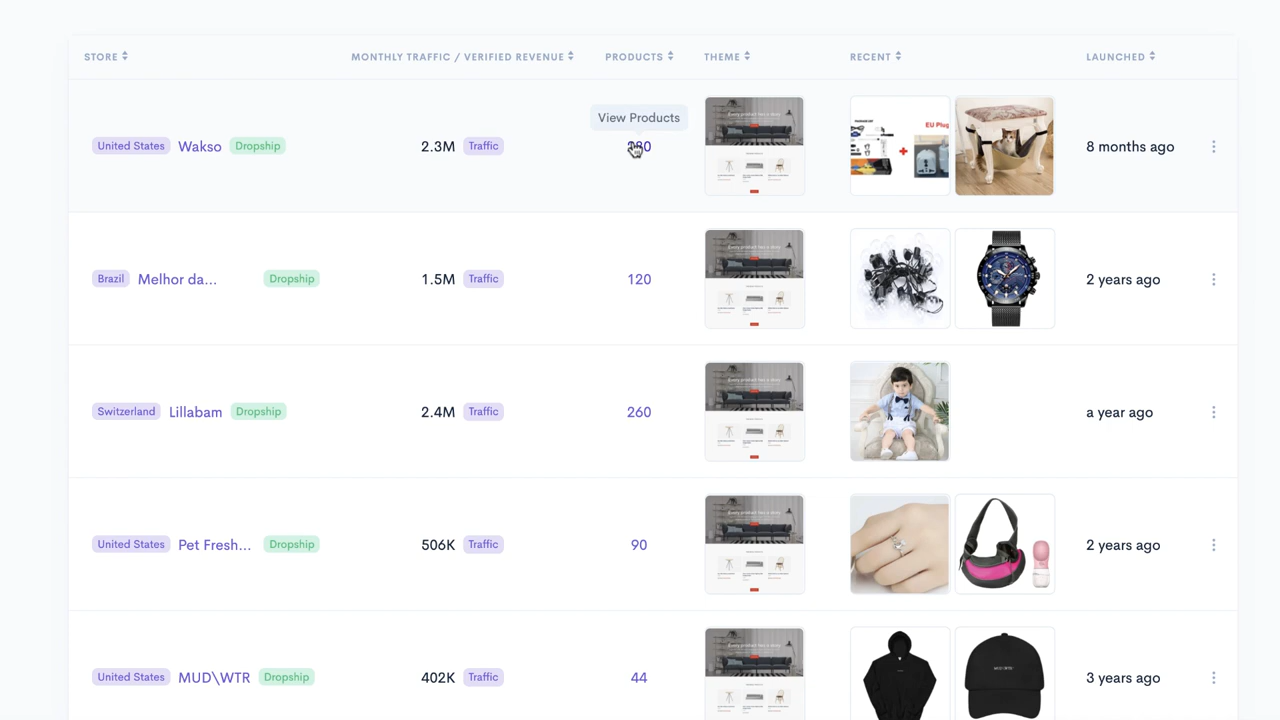 STORE MONTHLY TRAFFIC / VERIFIED REVENUE PRODUCTS THEME RECENT LAUNCHED
View Products
United States Wakso Dropship 2.3M Traffic EU Plug 8 months ago
Brazil Melhor da... Dropship 1.5M Traffic 120 2 years ago
Switzerland Lillabam Dropship 2.4M Traffic 260 a year ago
United States Pet Fresh... Dropship 506K Traffic 90 2 years ago
United States MUD\WTR Dropship 402K Traffic 44 3 years ago